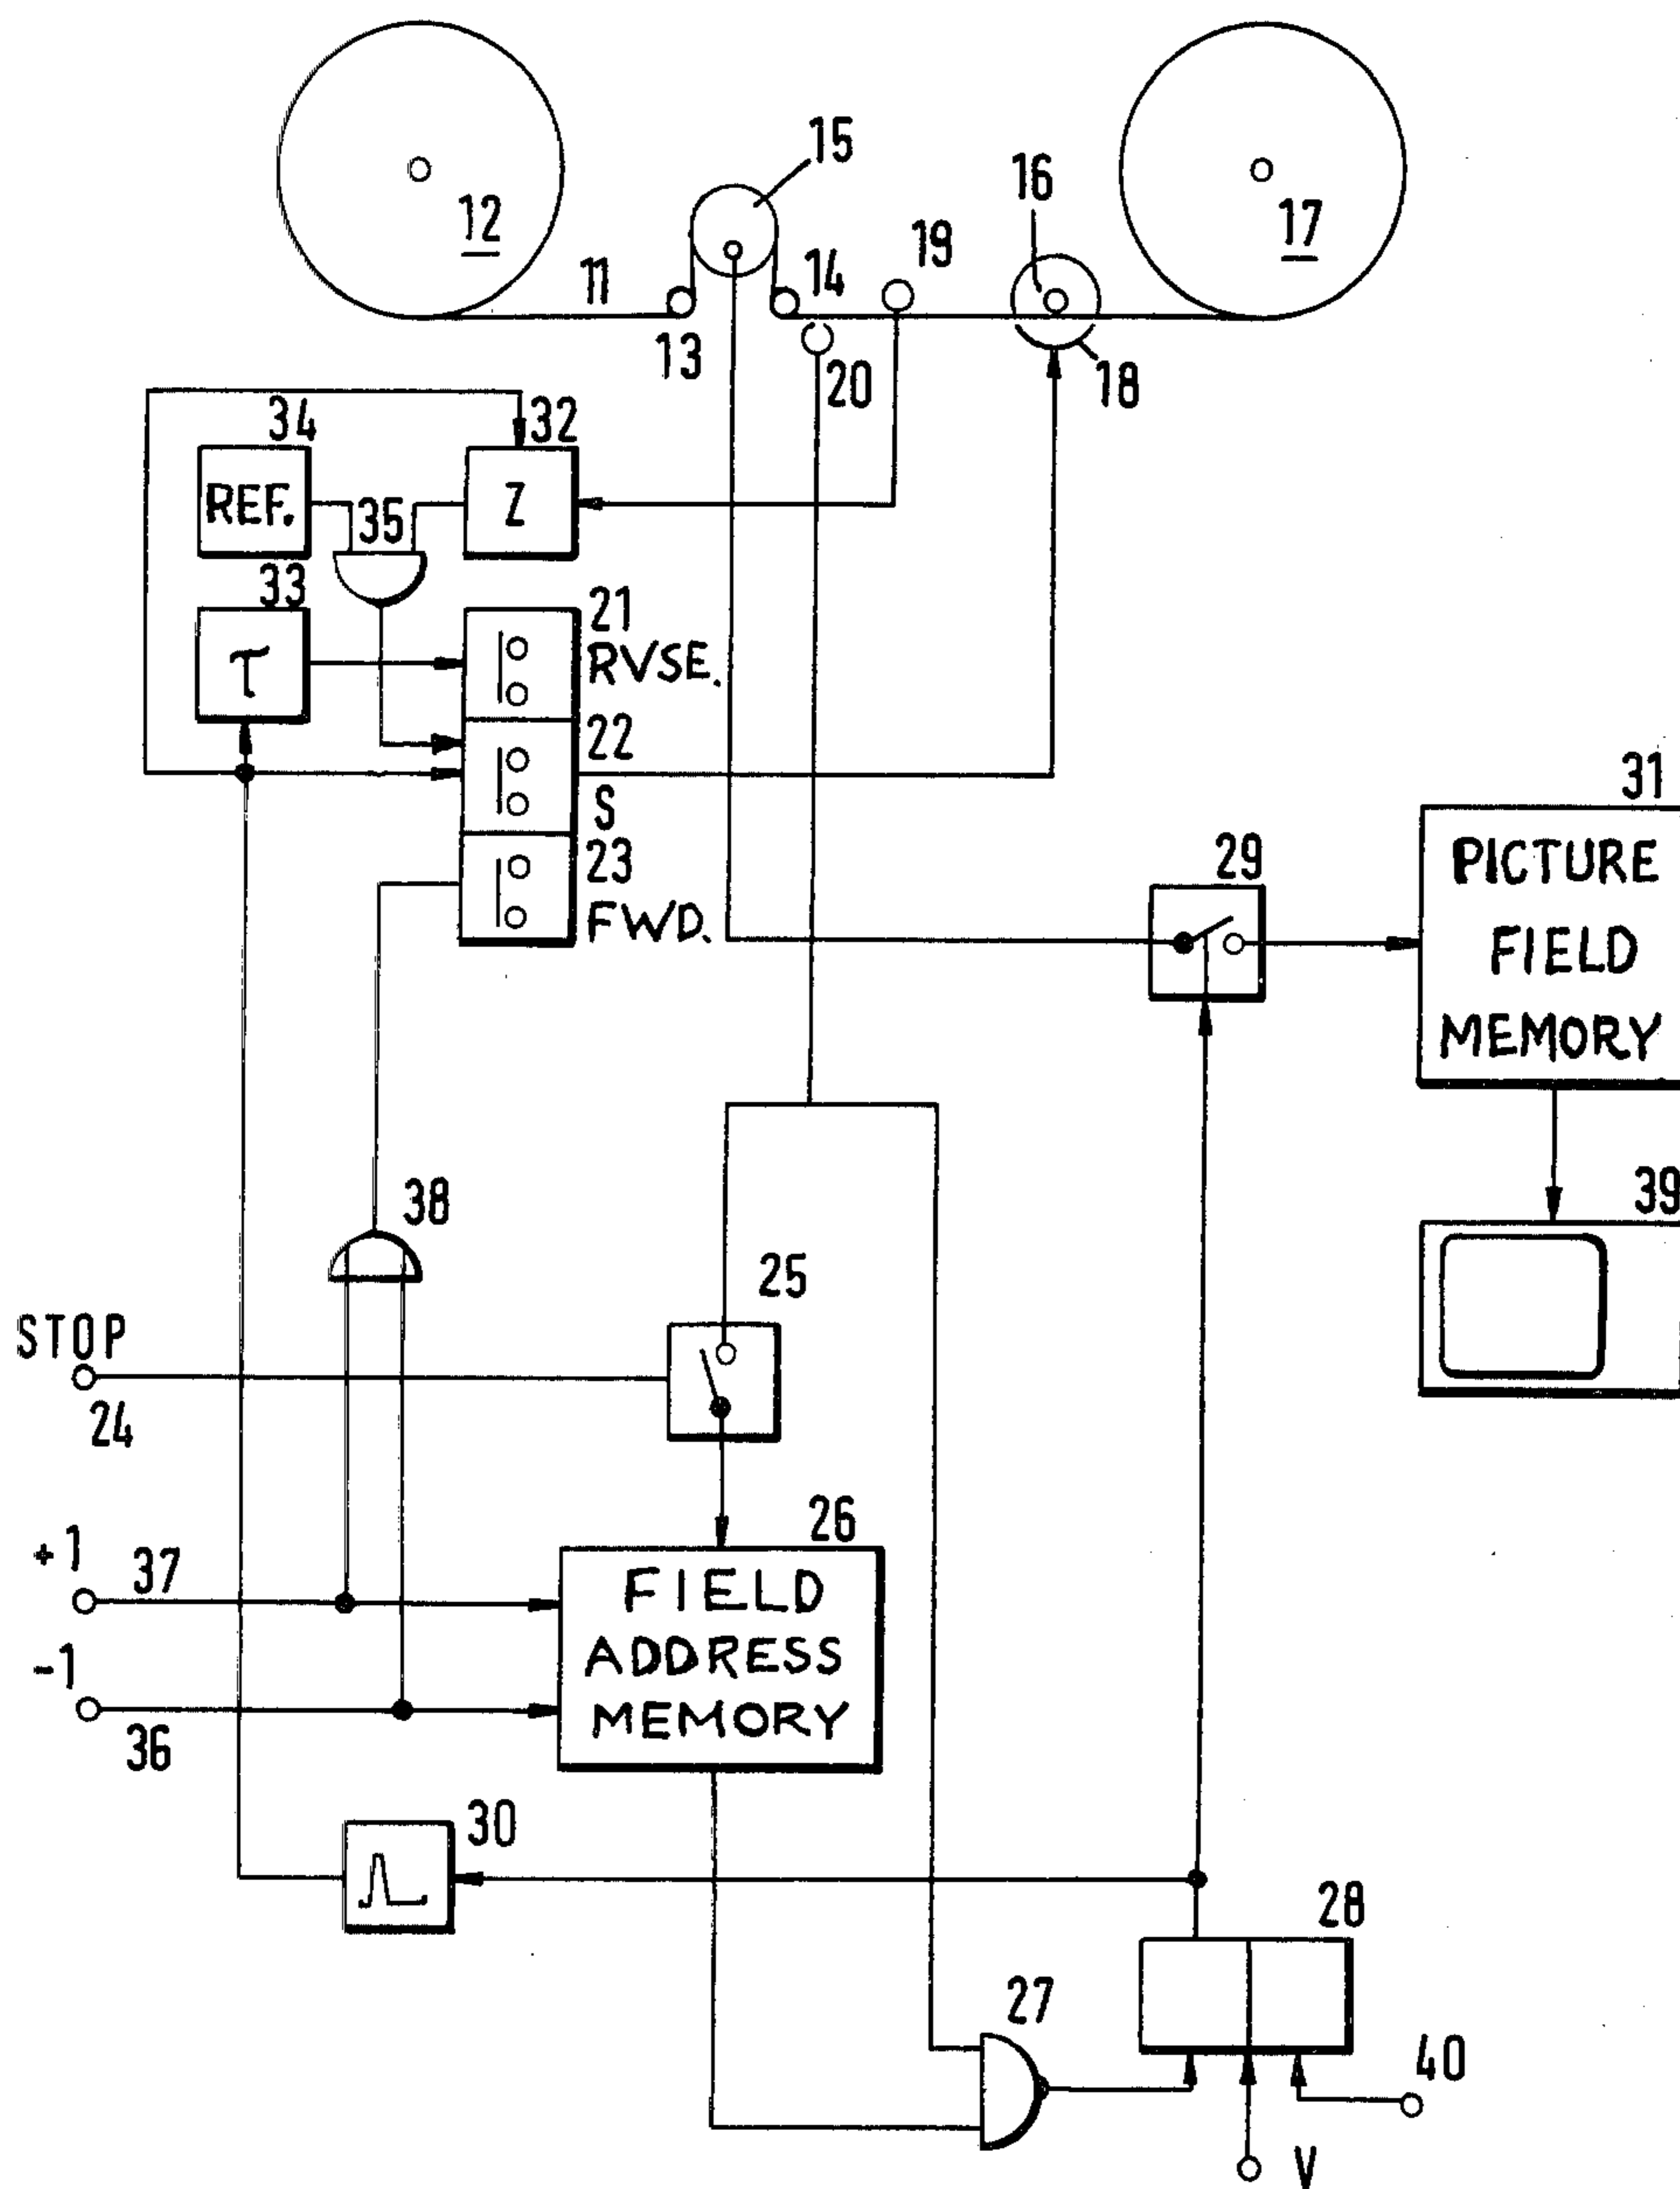 15
16
12
17
19
11
14
13
20
18
34
32
REF.
35
Z
33
21
τ
RVSE.
22
S
31
23
29
PICTURE
FWD.
FIELD
MEMORY
38
39
25
STOP
24
26
+1
37
FIELD
ADDRESS
-1
MEMORY
36
30
28
27
40
V